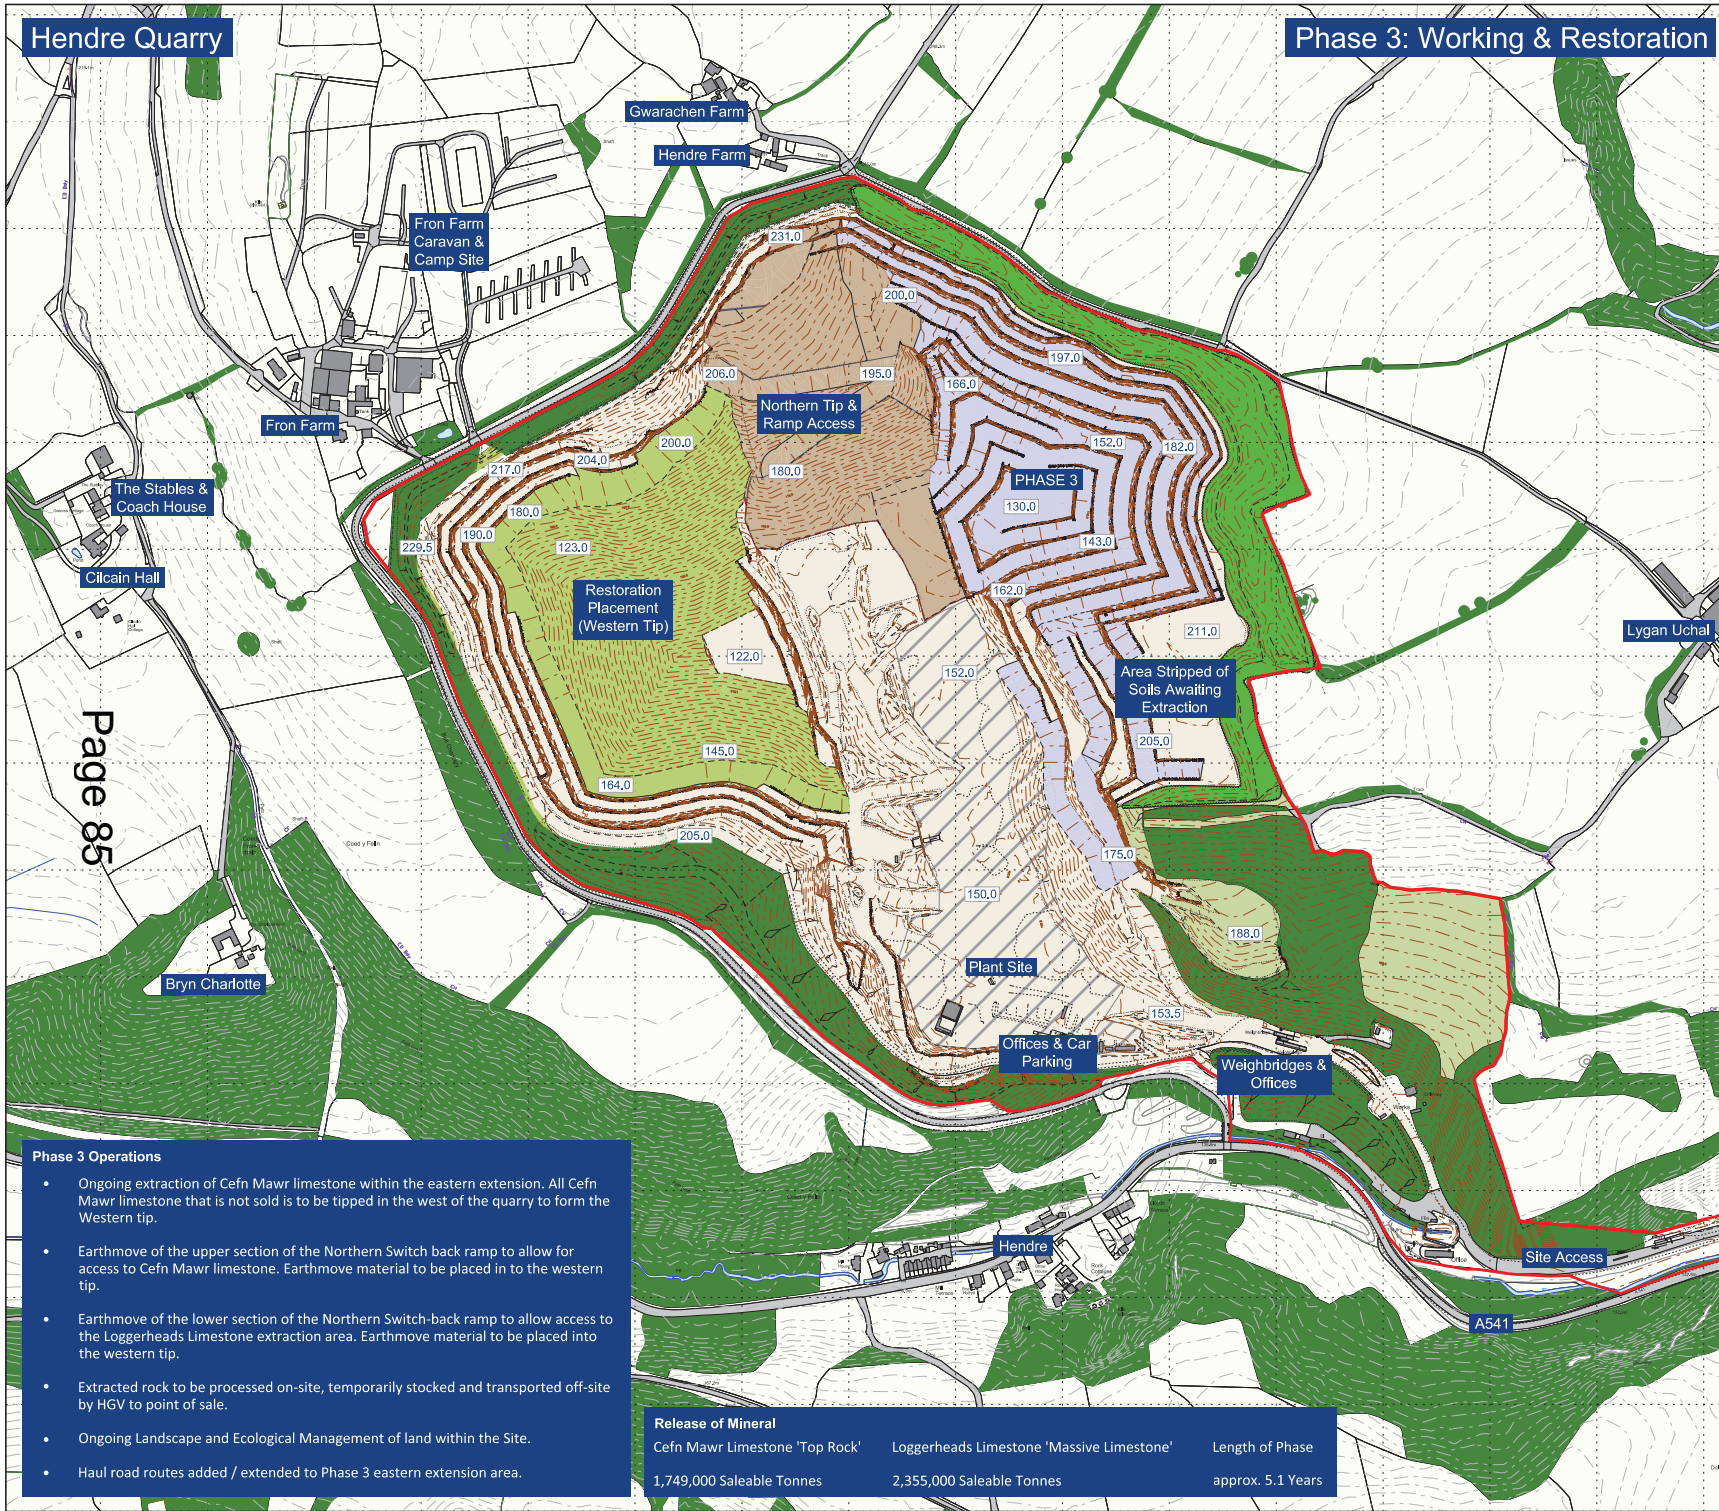 Hendre Quarry
Phase 3: Working & Restoration
Gwarachen Farm
Hendre Farm
Fron Farm
Caravan &
Camp Site
231.0
200.0
197.0
206.0
195.0
166.0
Northern Tip &
Ramp Access
Fron Farm
200.0
152.0
182.0
217.0
204.0
180.0
PHASE 3
The Stables &
Coach House
180.0
130.0
190.0
229.5
123.0
143.0
Cilcain Hall
Restoration
Placement
(Western Tip)
162.0
211.0
Lygan Uchal
122.0
152.0
Area Stripped of
Soils Awaiting
Extraction
Page 85
145.0
205.0
164.0
205.0
Coed y Felin
175.0
150.0
188.0
Plant Site
Bryn Charlotte
153.5
Offices & Car
Parking
Weighbridges &
Offices
Works
Hendre
Site Access
Office
A541
Phase 3 Operations
• Ongoing extraction of Cefn Mawr limestone within the eastern extension. All Cefn
Mawr limestone that is not sold is to be tipped in the west of the quarry to form the
Western tip.
• Earthmove of the upper section of the Northern Switch back ramp to allow for
access to Cefn Mawr limestone. Earthmove material to be placed in to the western
tip.
• Earthmove of the lower section of the Northern Switch-back ramp to allow access to
the Loggerheads Limestone extraction area. Earthmove material to be placed into
the western tip.
• Extracted rock to be processed on-site, temporarily stocked and transported off-site
by HGV to point of sale.
• Ongoing Landscape and Ecological Management of land within the Site.
• Haul road routes added / extended to Phase 3 eastern extension area.
Release of Mineral
Cefn Mawr Limestone 'Top Rock' Loggerheads Limestone 'Massive Limestone' Length of Phase
1,749,000 Saleable Tonnes 2,355,000 Saleable Tonnes approx. 5.1 Years